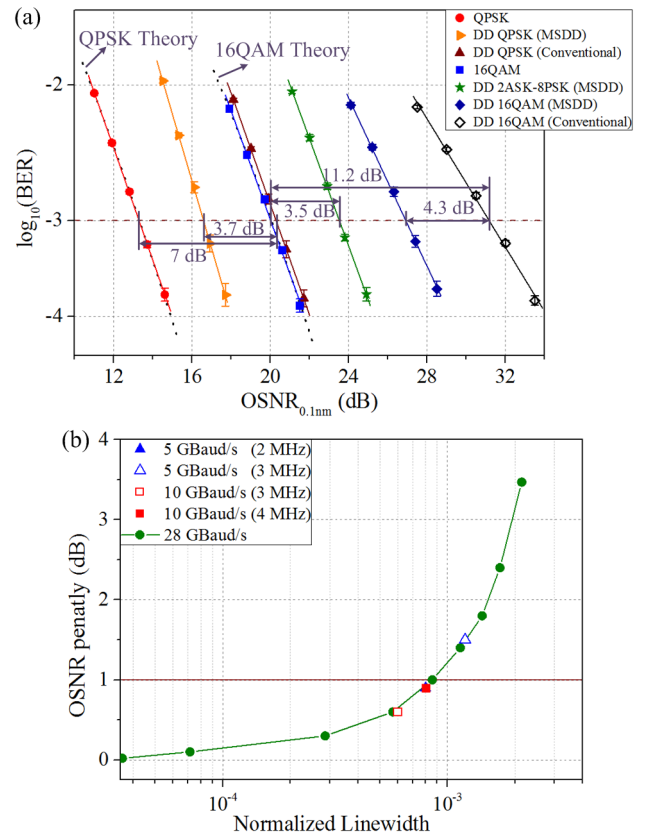 (a)
QPSK Theory
16QAM Theory
QPSK
DD QPSK (MSDD)
DD QPSK (Conventional)
16QAM
DD 2ASK-8PSK (MSDD)
DD 16QAM (MSDD)
DD 16QAM (Conventional)
-2
-3
-4
log10(BER)
11.2 dB
3.5 dB
4.3 dB
3.7 dB
7 dB
12 16 20 24 28 32
OSNR0.1nm (dB)
(b)
5 GBaud/s (2 MHz)
5 GBaud/s (3 MHz)
10 GBaud/s (3 MHz)
10 GBaud/s (4 MHz)
28 GBaud/s
4
3
2
1
0
OSNR penatly (dB)
10-4 10-3
Normalized Linewidth